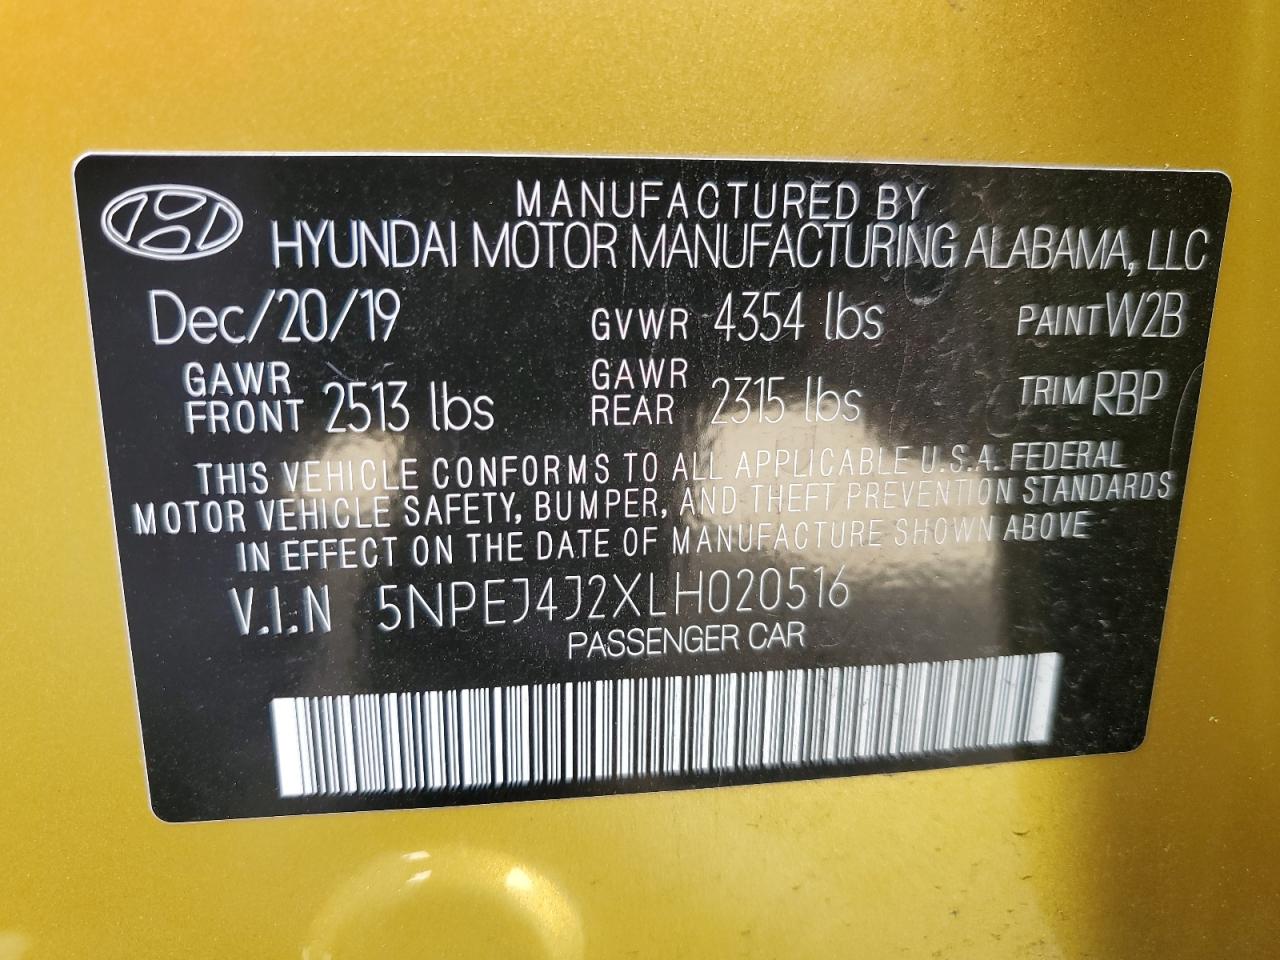 MANUFACTURED BY
HYUNDAI MOTOR MANUFACTURING ALABAMA, LLC
Dec/20/19 GVWR 4354 lbs PAINT W2B
GAWR FRONT 2513 lbs GAWR REAR 2315 lbs TRIM RBP
THIS VEHICLE CONFORMS TO ALL APPLICABLE U.S.A. FEDERAL
MOTOR VEHICLE SAFETY, BUMPER, AND THEFT PREVENTION STANDARDS
IN EFFECT ON THE DATE OF MANUFACTURE SHOWN ABOVE
V.I.N 5NPEJ4J2XLH020516
PASSENGER CAR